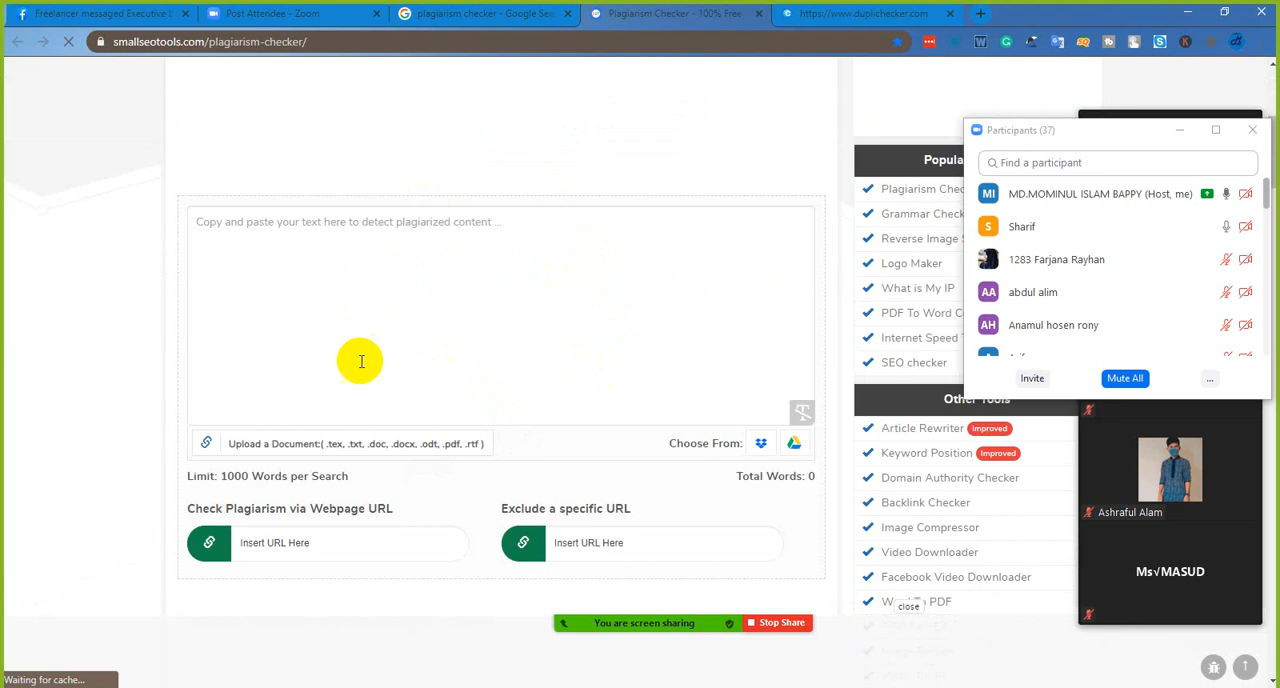 Freelancer messaged Executive
Post Attendee - Zoom
plagiarism checker - Google Sea
Plagiarism Checker - 100% Free
https://www.duplichecker.com
smallseotools.com/plagiarism-checker/
Copy and paste your text here to detect plagiarized content ...
Upload a Document:( .tex, .txt, .doc, .docx, .odt, .pdf, .rtf )
Choose From:
Limit: 1000 Words per Search
Total Words: 0
Check Plagiarism via Webpage URL
Exclude a specific URL
Insert URL Here
Insert URL Here
Popula
Plagiarism Chec
Grammar Check
Reverse Image S
Logo Maker
What is My IP
PDF To Word C
Internet Speed T
SEO checker
Other Tools
Article Rewriter Improved
Keyword Position Improved
Domain Authority Checker
Backlink Checker
Image Compressor
Video Downloader
Facebook Video Downloader
To PDF
close
Participants (37)
Find a participant
MI MD.MOMINUL ISLAM BAPPY (Host, me)
S Sharif
1283 Farjana Rayhan
AA abdul alim
AH Anamul hosen rony
Invite
Mute All
...
Ashraful Alam
Ms√MASUD
You are screen sharing
Stop Share
Waiting for cache...